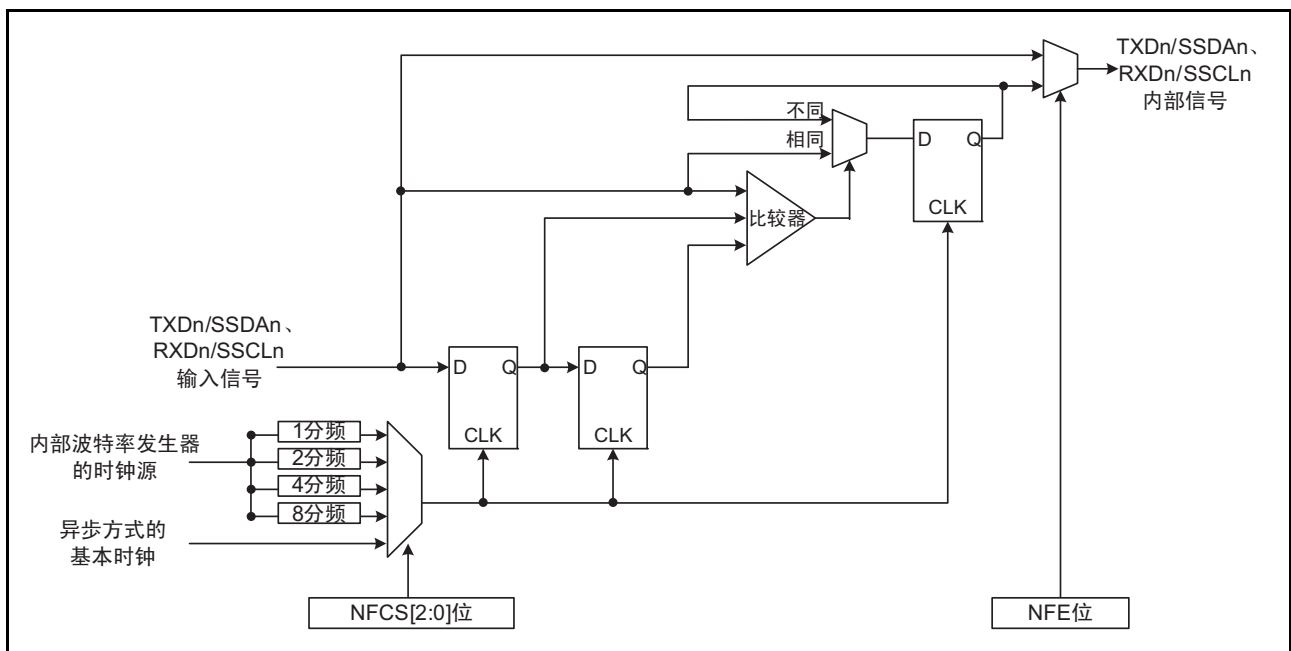 TXDn/SSDAn、
RXDn/SSCLn
内部信号
不同
相同
D
Q
CLK
比较器
TXDn/SSDAn、
RXDn/SSCLn
输入信号
D
Q
CLK
D
Q
CLK
内部波特率发生器
的时钟源
1分频
2分频
4分频
8分频
异步方式的
基本时钟
NFCS[2:0]位
NFE位